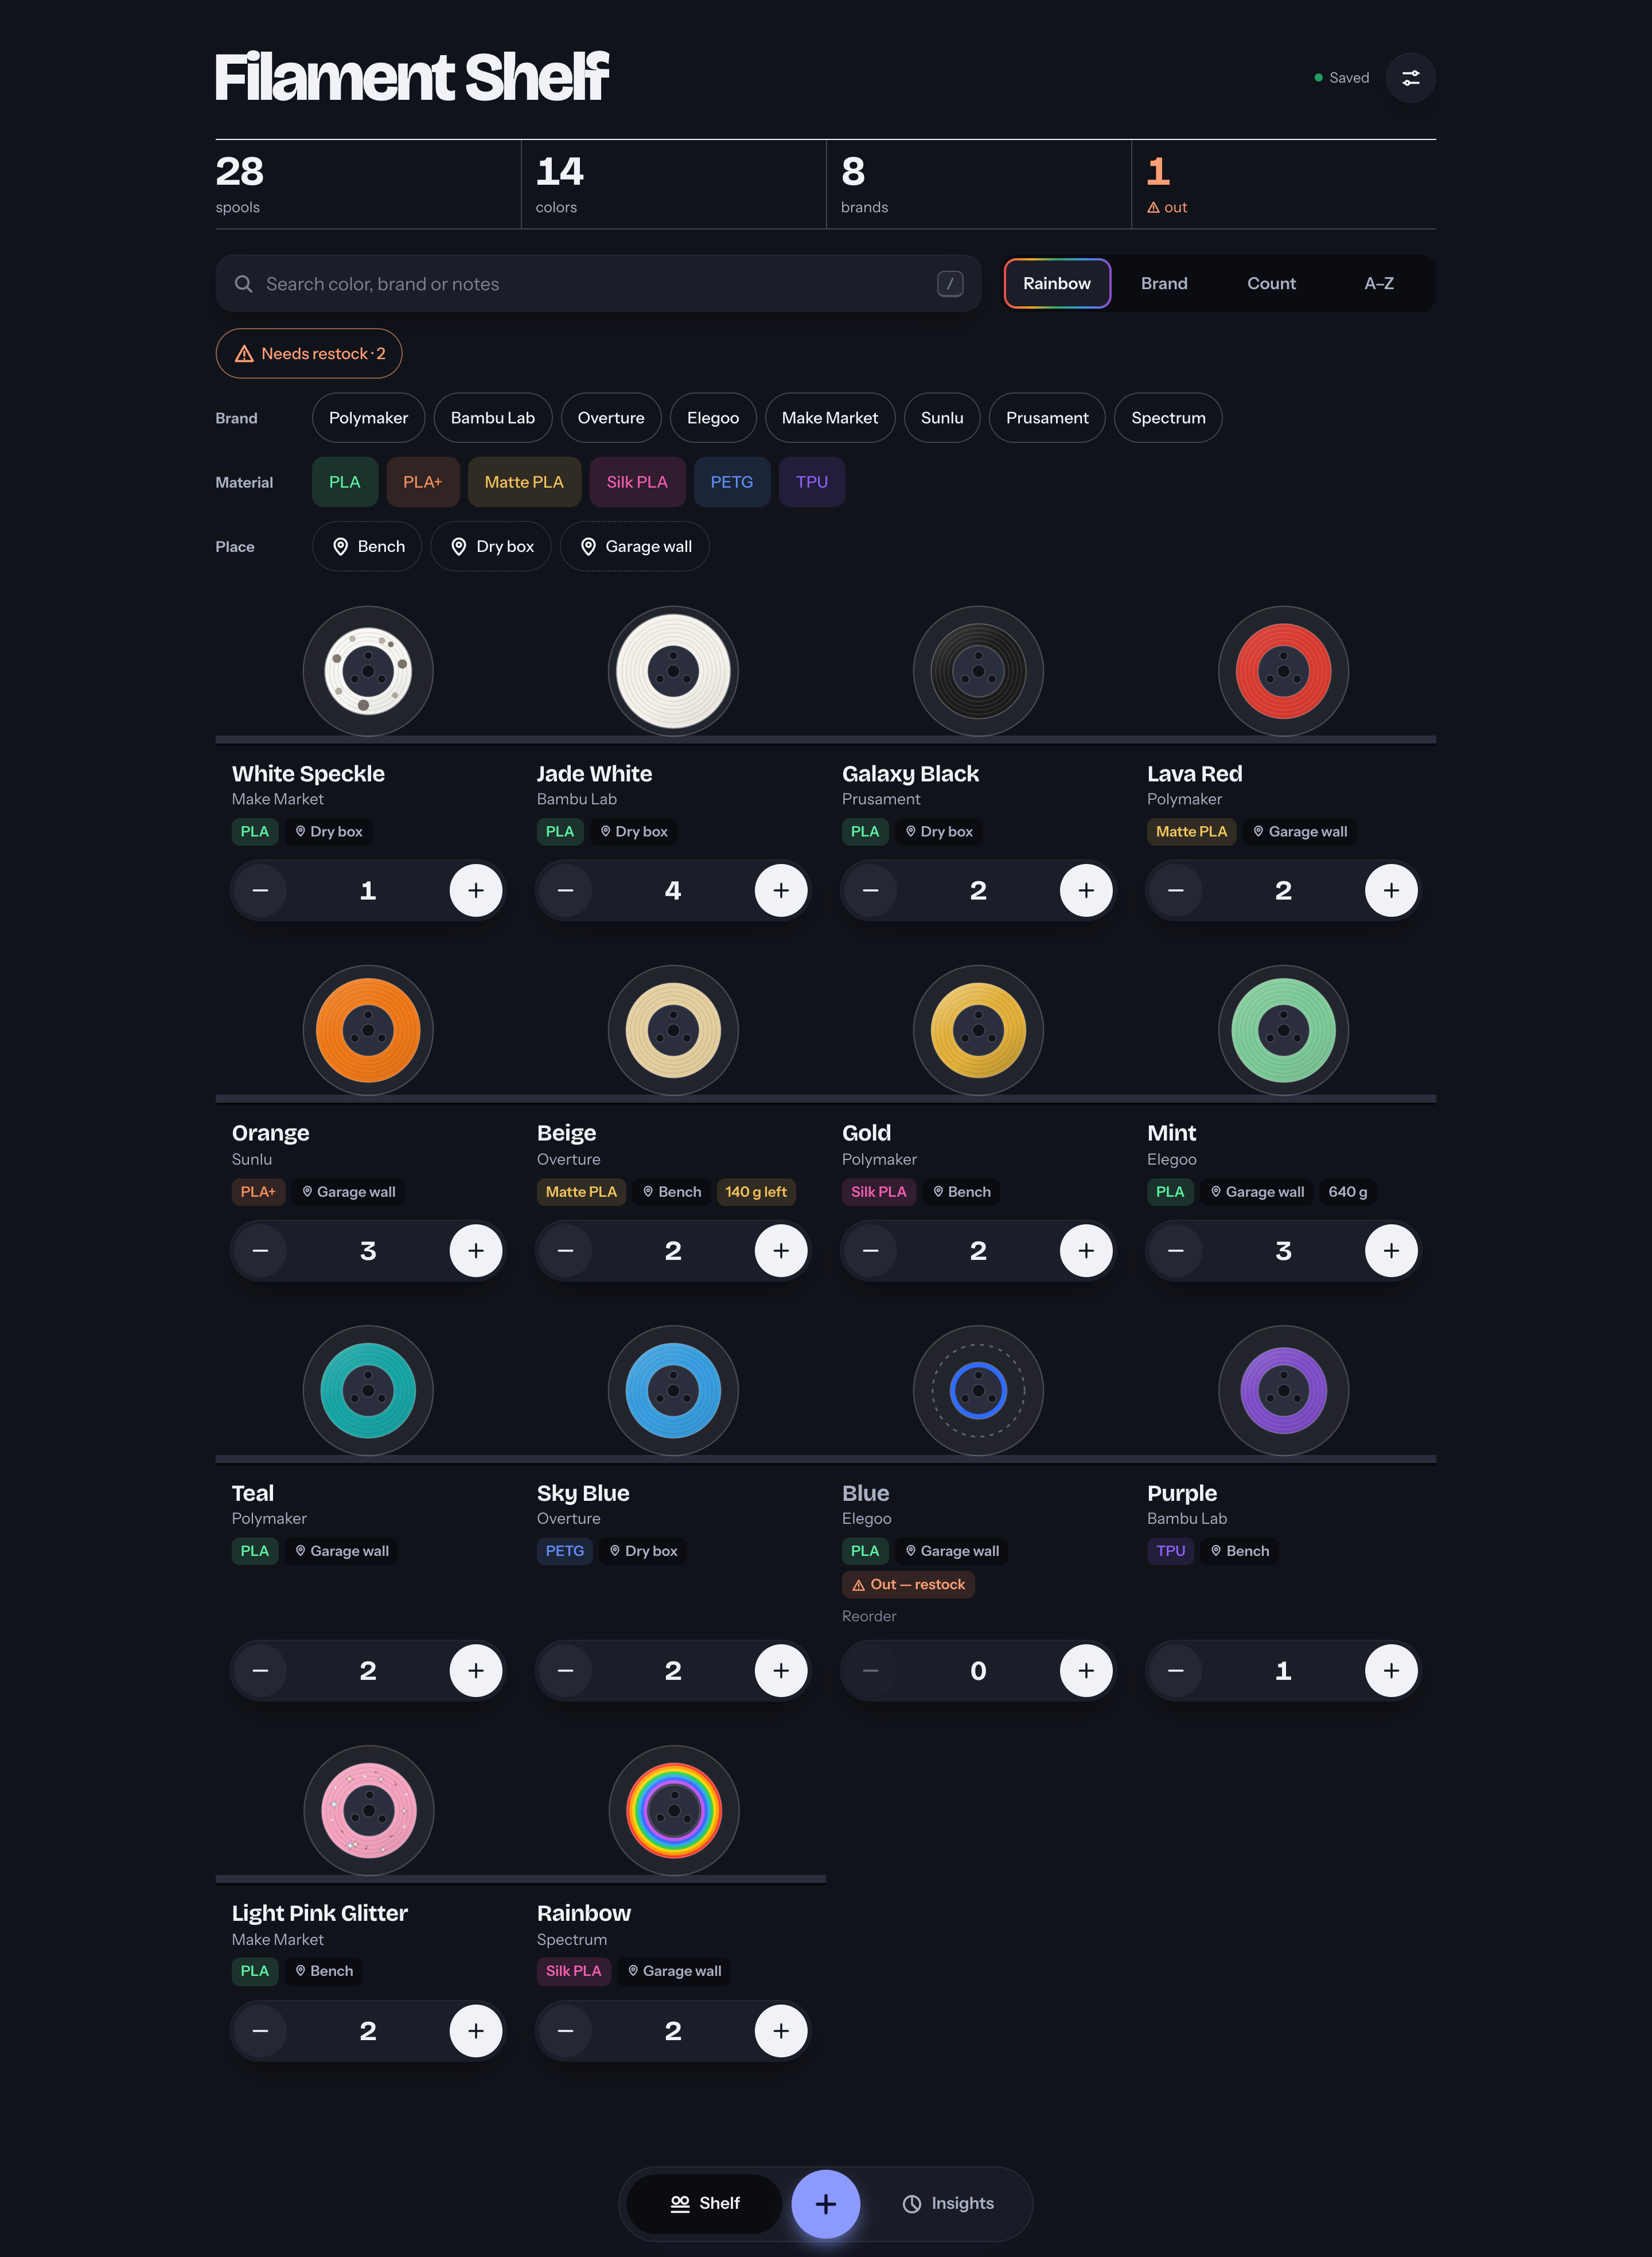 Filament Shelf
Saved
28
spools
14
colors
8
brands
1
out
Search color, brand or notes
/
Rainbow
Brand
Count
A–Z
Needs restock · 2
Brand
Polymaker
Bambu Lab
Overture
Elegoo
Make Market
Sunlu
Prusament
Spectrum
Material
PLA
PLA+
Matte PLA
Silk PLA
PETG
TPU
Place
Bench
Dry box
Garage wall
White Speckle
Make Market
PLA
Dry box
− 1 +
Jade White
Bambu Lab
PLA
Dry box
− 4 +
Galaxy Black
Prusament
PLA
Dry box
− 2 +
Lava Red
Polymaker
Matte PLA
Garage wall
− 2 +
Orange
Sunlu
PLA+
Garage wall
− 3 +
Beige
Overture
Matte PLA
Bench
140 g left
− 2 +
Gold
Polymaker
Silk PLA
Bench
− 2 +
Mint
Elegoo
PLA
Garage wall
640 g
− 3 +
Teal
Polymaker
PLA
Garage wall
− 2 +
Sky Blue
Overture
PETG
Dry box
− 2 +
Blue
Elegoo
PLA
Garage wall
Out — restock
Reorder
− 0 +
Purple
Bambu Lab
TPU
Bench
− 1 +
Light Pink Glitter
Make Market
PLA
Bench
− 2 +
Rainbow
Spectrum
Silk PLA
Garage wall
− 2 +
Shelf
+
Insights